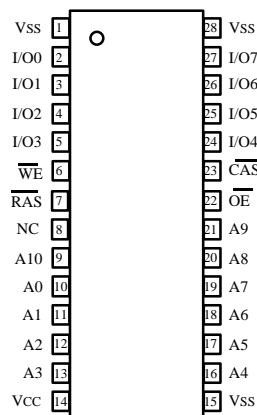 VSS 1 28 VSS
I/O0 2 27 I/O7
I/O1 3 26 I/O6
I/O2 4 25 I/O5
I/O3 5 24 I/O4
WE 6 23 CAS
RAS 7 22 OE
NC 8 21 A9
A10 9 20 A8
A0 10 19 A7
A1 11 18 A6
A2 12 17 A5
A3 13 16 A4
VCC 14 15 VSS